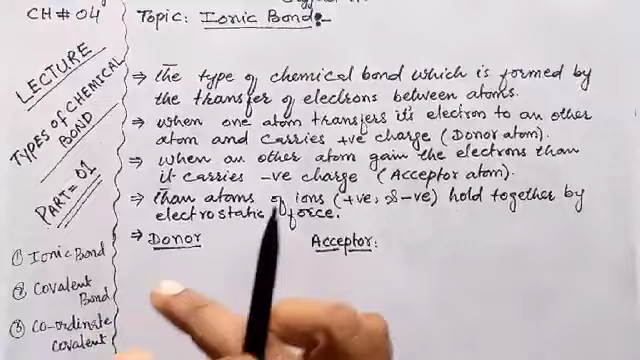 CH# 04
Topic: Ionic Bond:-
LECTURE
TYPES OF CHEMICAL
BOND
PART= 01
① Ionic Bond
② Covalent
Bond
③ Co-ordinate
Covalent
⇒ The type of chemical bond which is formed by
the transfer of electrons between atoms.
⇒ when one atom transfers it's electron to an other
atom and carries +ve charge (Donor atom).
⇒ when an other atom gain the electrons than
it carries -ve charge (Acceptor atom).
⇒ Than atoms of ions (+ve, & -ve) hold together by
electrostatic force.
⇒ Donor Acceptor: